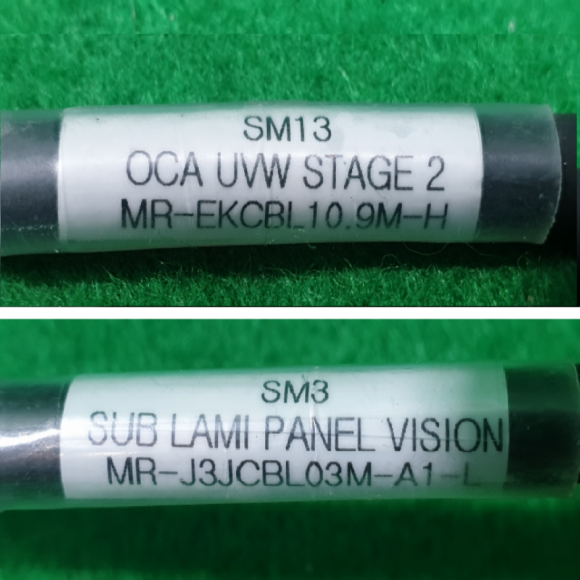 SM13
OCA UVW STAGE 2
MR-EKCBL10.9M-H
SM3
SUB LAMI PANEL VISION
MR-J3JCBL03M-A1-L